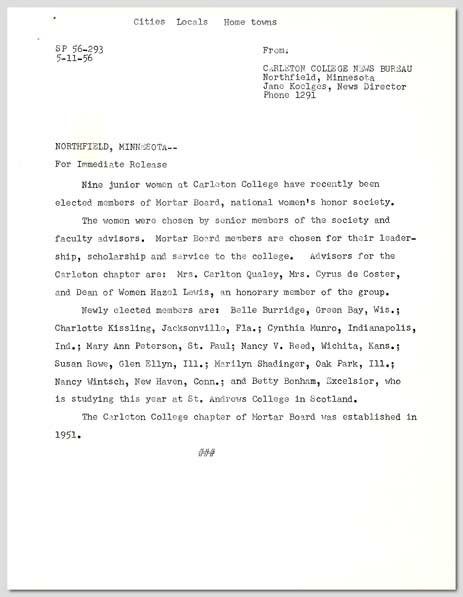 Cities Locals Home towns
SP 56-293
5-11-56
From:
CARLETON COLLEGE NEWS BUREAU
Northfield, Minnesota
Jane Koelges, News Director
Phone 1291
NORTHFIELD, MINNESOTA--
For Immediate Release
Nine junior women at Carleton College have recently been
elected members of Mortar Board, national women's honor society.
The women were chosen by senior members of the society and
faculty advisors. Mortar Board members are chosen for their leader-
ship, scholarship and service to the college. Advisors for the
Carleton chapter are: Mrs. Carlton Qualey, Mrs. Cyrus de Coster,
and Dean of Women Hazel Lewis, an honorary member of the group.
Newly elected members are: Belle Burridge, Green Bay, Wis.;
Charlotte Kissling, Jacksonville, Fla.; Cynthia Munro, Indianapolis,
Ind.; Mary Ann Peterson, St. Paul; Nancy V. Reed, Wichita, Kans.;
Susan Rowe, Glen Ellyn, Ill.; Marilyn Shadinger, Oak Park, Ill.;
Nancy Wintsch, New Haven, Conn.; and Betty Bonham, Excelsior, who
is studying this year at St. Andrews College in Scotland.
The Carleton College chapter of Mortar Board was established in
1951.
###